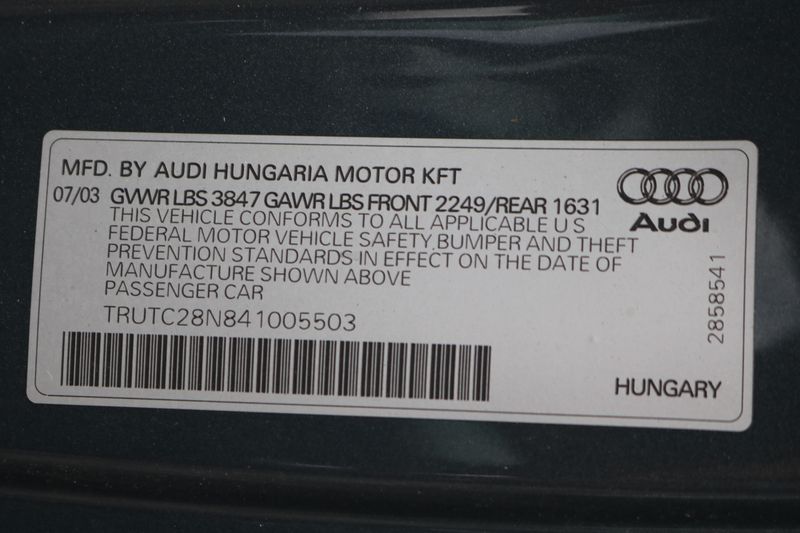 MFD. BY AUDI HUNGARIA MOTOR KFT
07/03 GVWR LBS 3847 GAWR LBS FRONT 2249/REAR 1631
THIS VEHICLE CONFORMS TO ALL APPLICABLE U S
FEDERAL MOTOR VEHICLE SAFETY,BUMPER AND THEFT
PREVENTION STANDARDS IN EFFECT ON THE DATE OF
MANUFACTURE SHOWN ABOVE
PASSENGER CAR
TRUTC28N841005503
Audi
2858541
HUNGARY